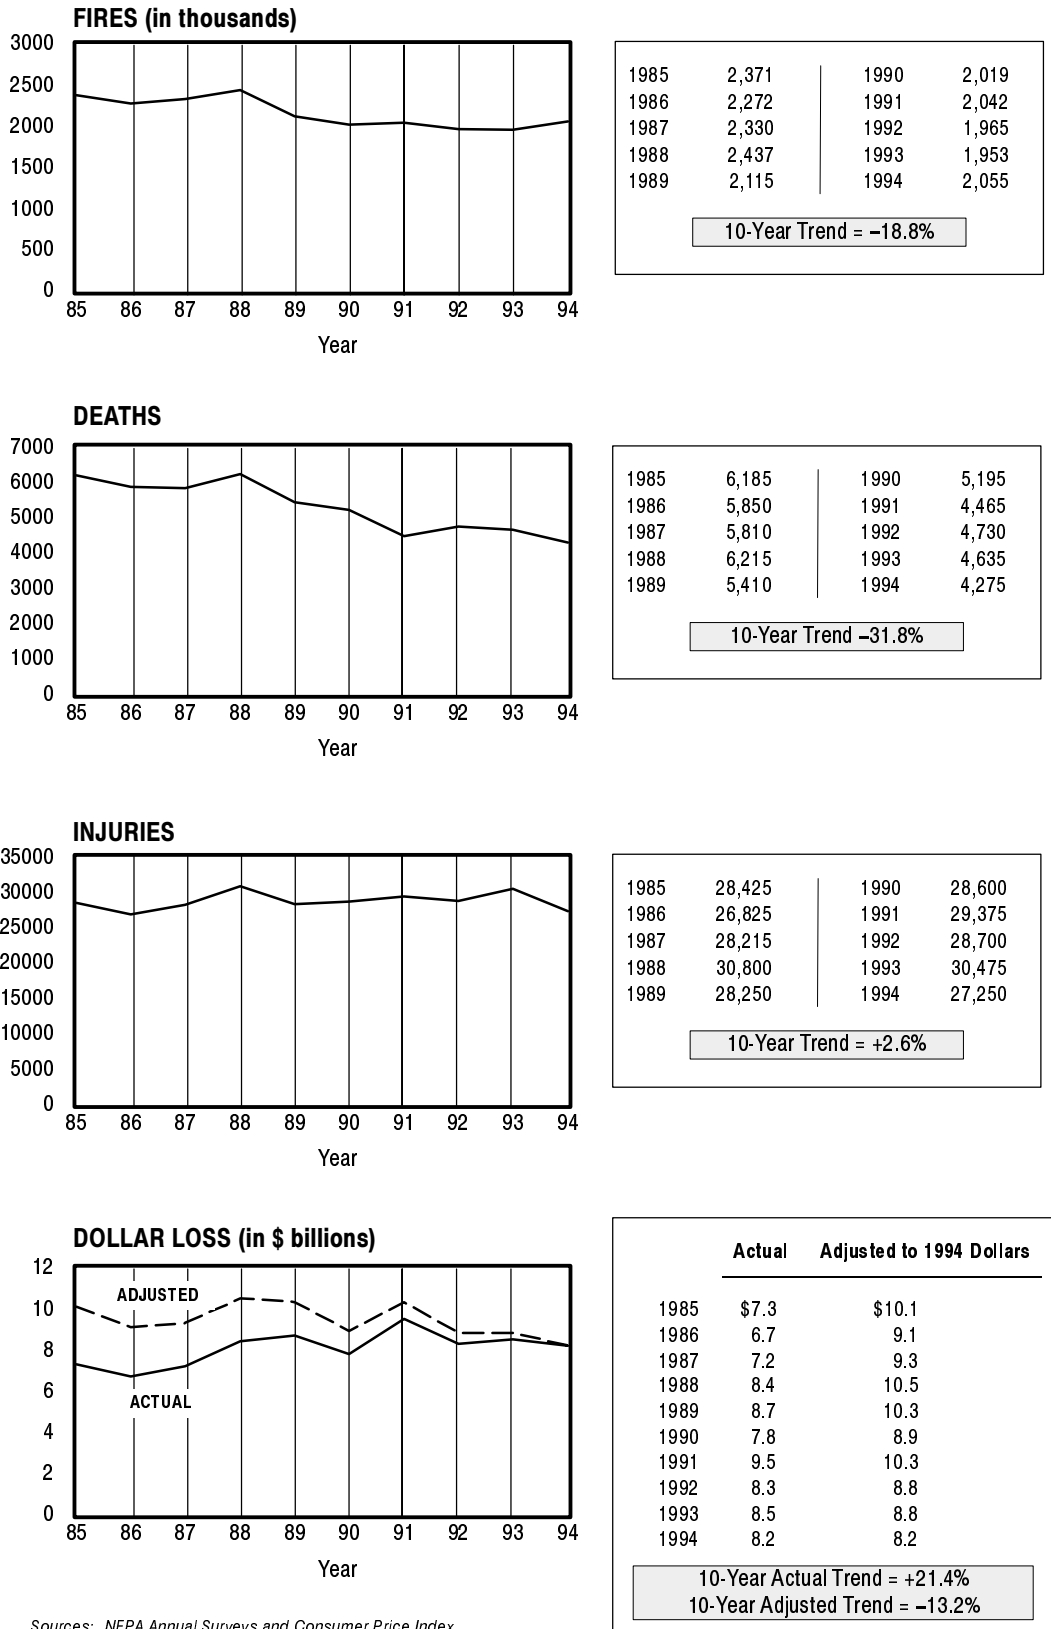 FIRES (in thousands)
3000
2500
2000
1500
1000
500
0
85 86 87 88 89 90 91 92 93 94
Year
1985 2,371 1990 2,019
1986 2,272 1991 2,042
1987 2,330 1992 1,965
1988 2,437 1993 1,953
1989 2,115 1994 2,055
10-Year Trend = –18.8%
DEATHS
7000
6000
5000
4000
3000
2000
1000
0
85 86 87 88 89 90 91 92 93 94
Year
1985 6,185 1990 5,195
1986 5,850 1991 4,465
1987 5,810 1992 4,730
1988 6,215 1993 4,635
1989 5,410 1994 4,275
10-Year Trend –31.8%
INJURIES
35000
30000
25000
20000
15000
10000
5000
0
85 86 87 88 89 90 91 92 93 94
Year
1985 28,425 1990 28,600
1986 26,825 1991 29,375
1987 28,215 1992 28,700
1988 30,800 1993 30,475
1989 28,250 1994 27,250
10-Year Trend = +2.6%
DOLLAR LOSS (in $ billions)
12
10
8
6
4
2
0
ADJUSTED
ACTUAL
85 86 87 88 89 90 91 92 93 94
Year
Actual Adjusted to 1994 Dollars
1985 $7.3 $10.1
1986 6.7 9.1
1987 7.2 9.3
1988 8.4 10.5
1989 8.7 10.3
1990 7.8 8.9
1991 9.5 10.3
1992 8.3 8.8
1993 8.5 8.8
1994 8.2 8.2
10-Year Actual Trend = +21.4%
10-Year Adjusted Trend = –13.2%
Sources: NFPA Annual Surveys and Consumer Price Index